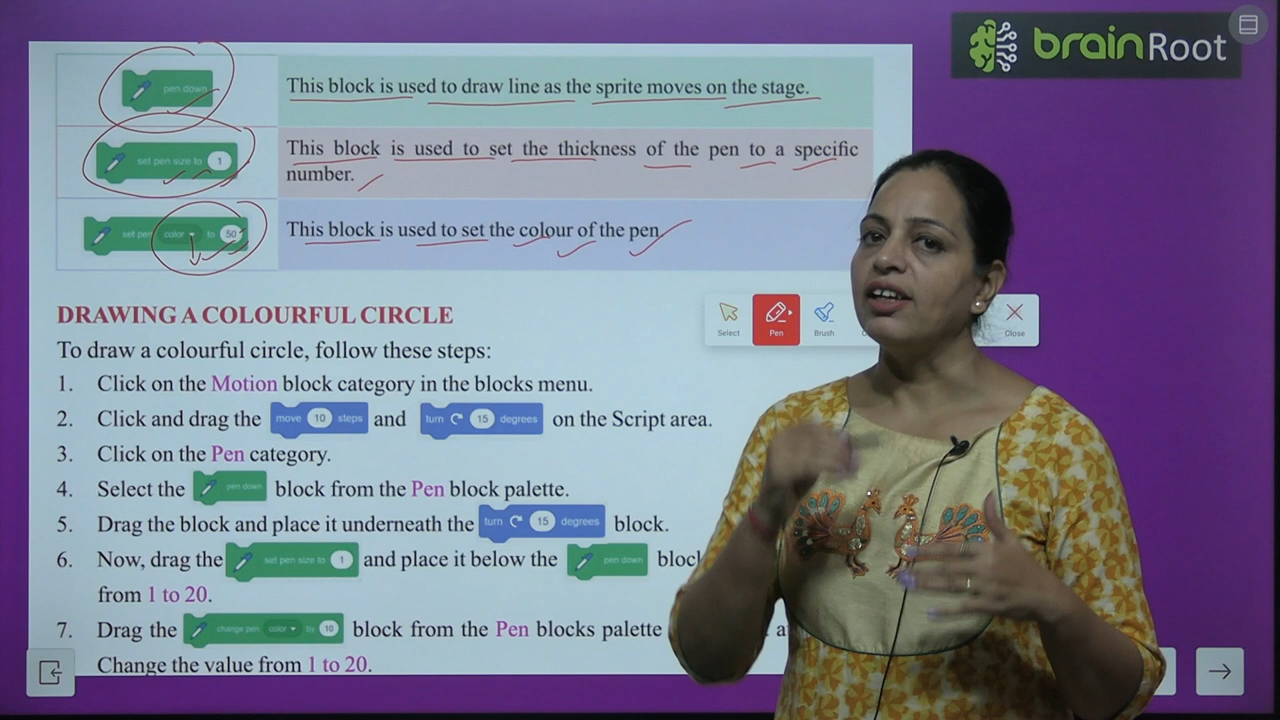 brainRoot
pen down
This block is used to draw line as the sprite moves on the stage.
set pen size to 1
This block is used to set the thickness of the pen to a specific
number.
set pen color to 50
This block is used to set the colour of the pen
DRAWING A COLOURFUL CIRCLE
Select
Pen
Brush
Close
To draw a colourful circle, follow these steps:
1. Click on the Motion block category in the blocks menu.
2. Click and drag the move 10 steps and turn 15 degrees on the Script area.
3. Click on the Pen category.
4. Select the pen down block from the Pen block palette.
5. Drag the block and place it underneath the turn 15 degrees block.
6. Now, drag the set pen size to 1 and place it below the pen down
from 1 to 20.
7. Drag the change pen color by 10 block from the Pen blocks palette
Change the value from 1 to 20.